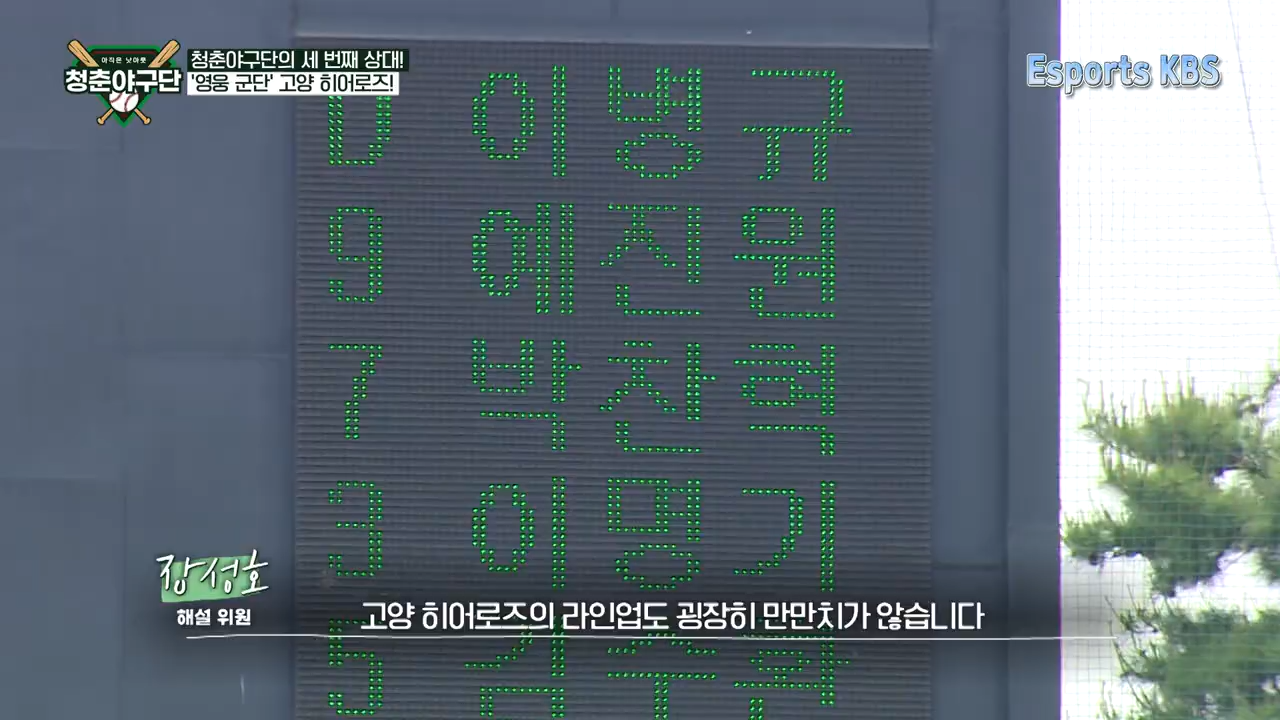 아직은 낫아웃
청춘야구단
청춘야구단의 세 번째 상대!
'영웅 군단' 고양 히어로즈!
Esports KBS
D 이병규
9 예진원
7 박찬혁
3 이명기
5
장성호
해설 위원
고양 히어로즈의 라인업도 굉장히 만만치가 않습니다